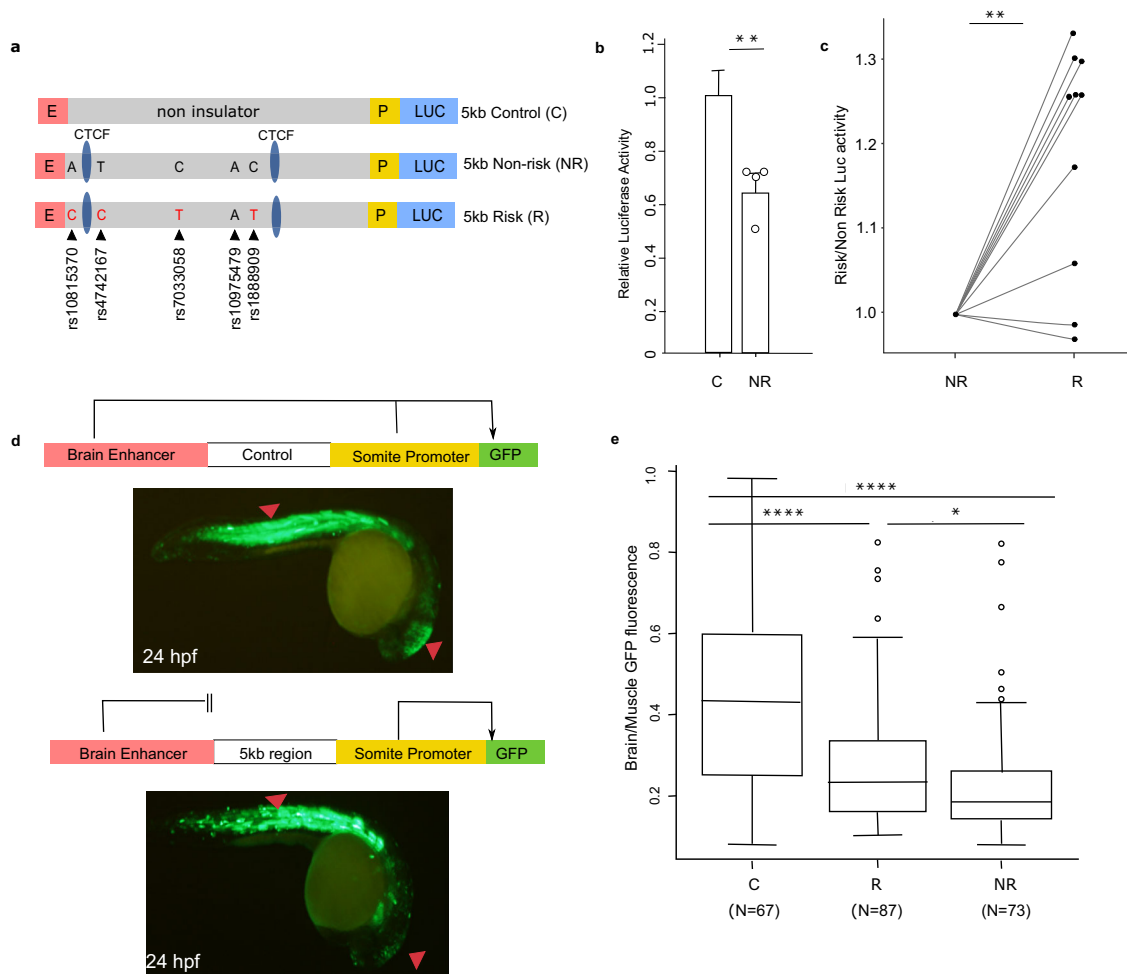 a
E non insulator P LUC 5kb Control (C)
CTCF CTCF
E A T C A C P LUC 5kb Non-risk (NR)
E C C T A T P LUC 5kb Risk (R)
rs10815370
rs4742167
rs7033058
rs10975479
rs1888909
b
Relative Luciferase Activity
1.2
1.0
0.8
0.6
0.4
0.2
0
**
C NR
c
Risk/Non Risk Luc activity
1.3
1.2
1.1
1.0
**
NR R
d
Brain Enhancer Control Somite Promoter GFP
24 hpf
Brain Enhancer 5kb region Somite Promoter GFP
24 hpf
e
Brain/Muscle GFP fluorescence
1.0
0.8
0.6
0.4
0.2
****
**** *
C R NR
(N=67) (N=87) (N=73)